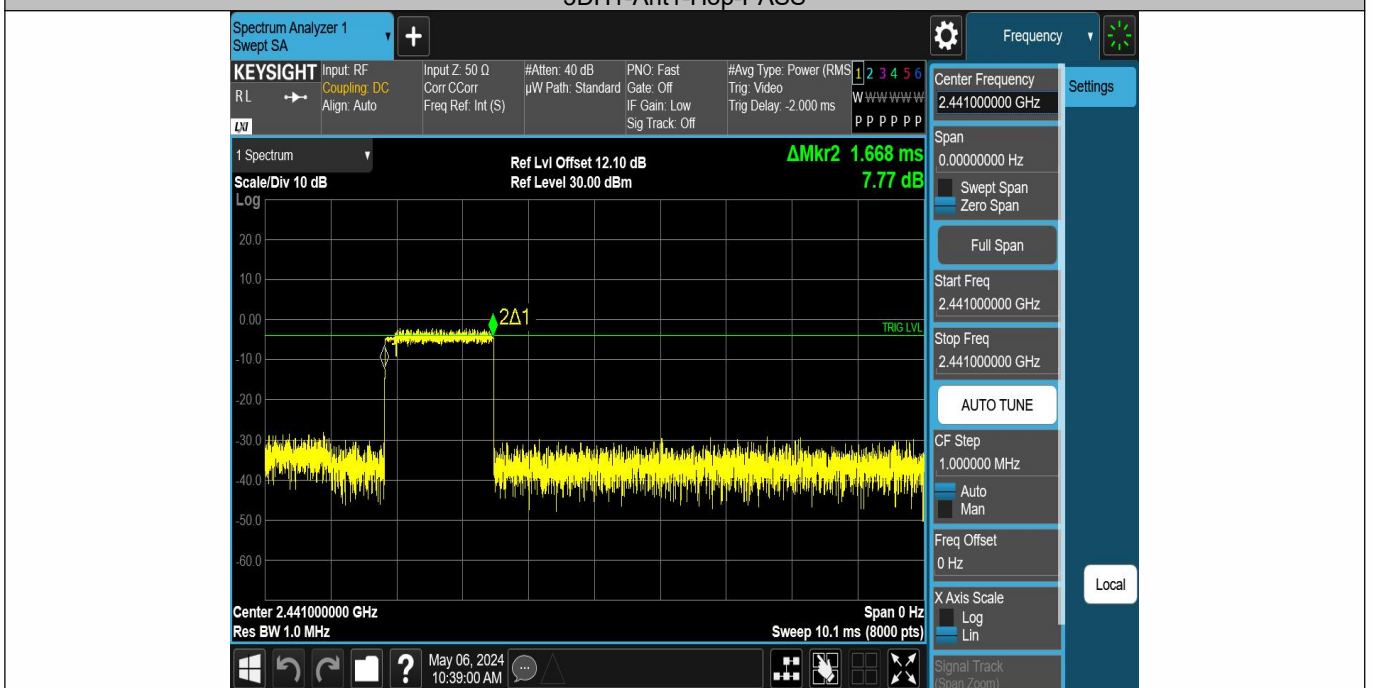 Spectrum Analyzer 1
Swept SA
+
Frequency
KEYSIGHT
RL
LXI
Input: RF
Coupling: DC
Align: Auto
Input Z: 50 Ω
Corr CCorr
Freq Ref: Int (S)
#Atten: 40 dB
µW Path: Standard
PNO: Fast
Gate: Off
IF Gain: Low
Sig Track: Off
#Avg Type: Power (RMS
Trig: Video
Trig Delay: -2.000 ms
1 2 3 4 5 6
W W W W W W
P P P P P P
Center Frequency
2.441000000 GHz
Settings
1 Spectrum
Ref Lvl Offset 12.10 dB
ΔMkr2 1.668 ms
Scale/Div 10 dB
Ref Level 30.00 dBm
7.77 dB
Log
20.0
10.0
0.00
-10.0
-20.0
-30.0
-40.0
-50.0
-60.0
2Δ1
TRIG LVL
Span
0.00000000 Hz
Swept Span
Zero Span
Full Span
Start Freq
2.441000000 GHz
Stop Freq
2.441000000 GHz
AUTO TUNE
CF Step
1.000000 MHz
Auto
Man
Freq Offset
0 Hz
X Axis Scale
Log
Lin
Local
Signal Track
(Span Zoom)
Center 2.441000000 GHz
Span 0 Hz
Res BW 1.0 MHz
Sweep 10.1 ms (8000 pts)
?
May 06, 2024
10:39:00 AM